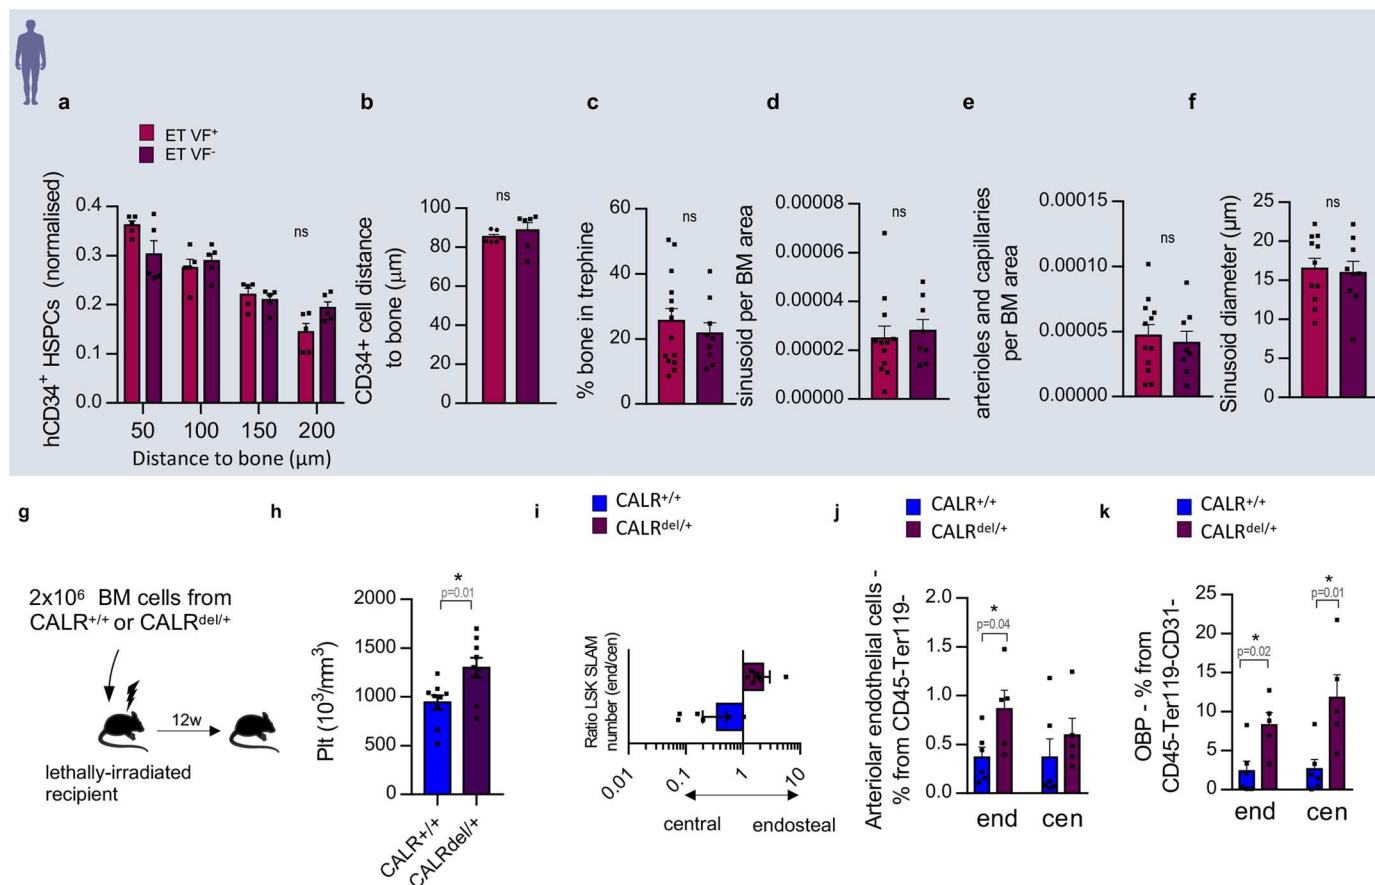 a
b
c
d
e
f
ET VF+
ET VF-
hCD34+ HSPCs (normalised)
0.4
0.3
0.2
0.1
0.0
ns
50 100 150 200
Distance to bone (µm)
CD34+ cell distance
to bone (µm)
100
80
60
40
20
0
ns
% bone in trephine
60
40
20
0
ns
sinusoid per BM area
0.00008
0.00006
0.00004
0.00002
0.00000
ns
arterioles and capillaries
per BM area
0.00015
0.00010
0.00005
0.00000
ns
Sinusoid diameter (µm)
25
20
15
10
5
0
ns
g
2x10⁶ BM cells from
CALR+/+ or CALRdel/+
12w
lethally-irradiated
recipient
h
Plt (10³/mm³)
2000
1500
1000
500
0
*
p=0.01
CALR+/+
CALRdel/+
i
CALR+/+
CALRdel/+
Ratio LSK SLAM
number (end/cen)
0.01 0.1 1 10
central endosteal
j
CALR+/+
CALRdel/+
Arteriolar endothelial cells -
% from CD45-Ter119-
2.0
1.5
1.0
0.5
0.0
*
p=0.04
end cen
k
CALR+/+
CALRdel/+
OBP - % from
CD45-Ter119-CD31-
25
20
15
10
5
0
*
p=0.02
*
p=0.01
end cen